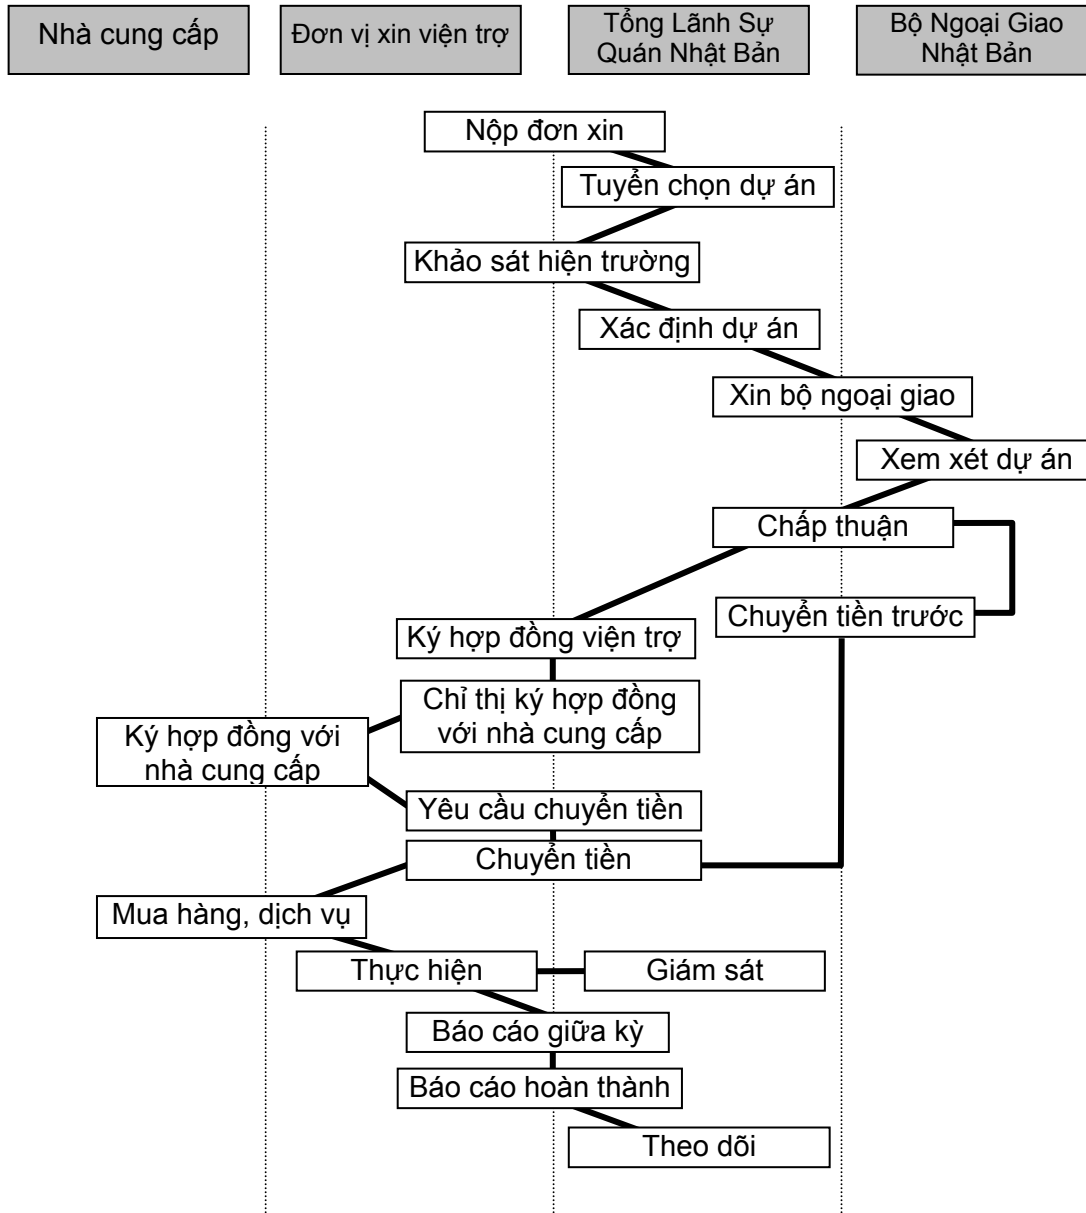 Nhà cung cấp
Đơn vị xin viện trợ
Tổng Lãnh Sự
Quán Nhật Bản
Bộ Ngoại Giao
Nhật Bản
Nộp đơn xin
Tuyển chọn dự án
Khảo sát hiện trường
Xác định dự án
Xin bộ ngoại giao
Xem xét dự án
Chấp thuận
Chuyển tiền trước
Ký hợp đồng viện trợ
Chỉ thị ký hợp đồng
với nhà cung cấp
Ký hợp đồng với
nhà cung cấp
Yêu cầu chuyển tiền
Chuyển tiền
Mua hàng, dịch vụ
Thực hiện
Giám sát
Báo cáo giữa kỳ
Báo cáo hoàn thành
Theo dõi